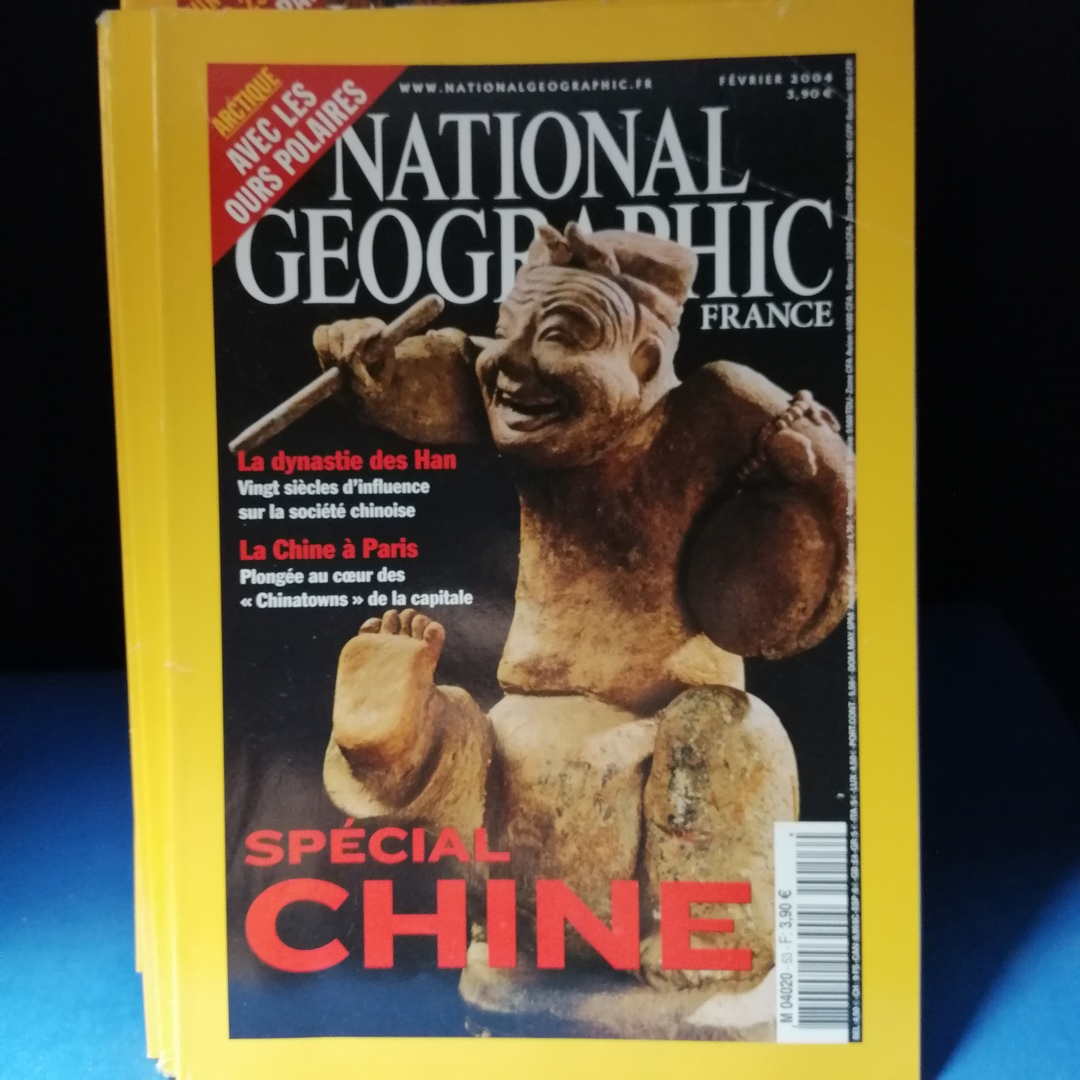 ARCTIQUE
AVEC LES
OURS POLAIRES
WWW.NATIONALGEOGRAPHIC.FR
FÉVRIER 2004
3,90 €
NATIONAL
GEOGRAPHIC
FRANCE
La dynastie des Han
Vingt siècles d'influence
sur la société chinoise
La Chine à Paris
Plongée au cœur des
« Chinatowns » de la capitale
SPÉCIAL
CHINE
M 04020 - 53 - F: 3,90 €